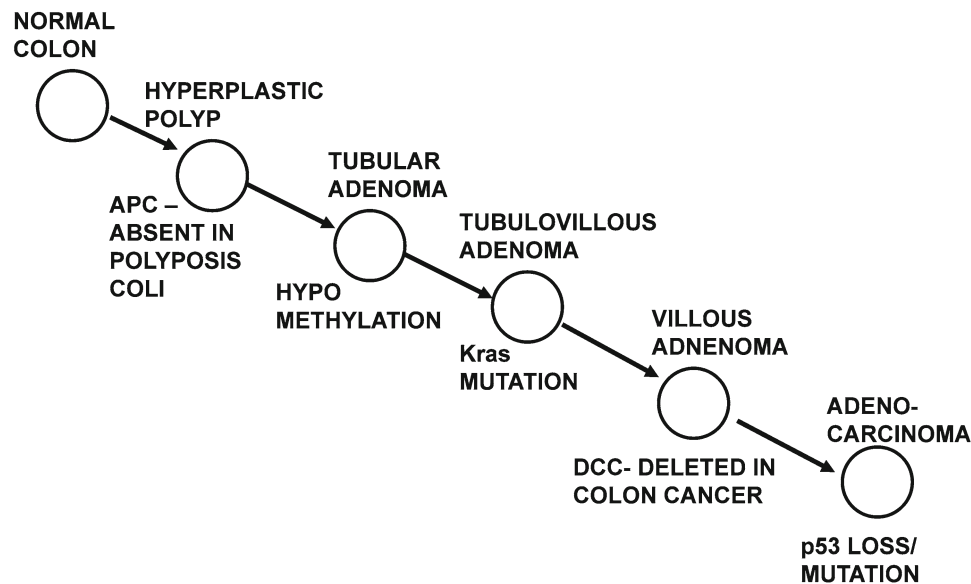 NORMAL
COLON
HYPERPLASTIC
POLYP
APC –
ABSENT IN
POLYPOSIS
COLI
TUBULAR
ADENOMA
HYPO
METHYLATION
TUBULOVILLOUS
ADENOMA
Kras
MUTATION
VILLOUS
ADNENOMA
DCC- DELETED IN
COLON CANCER
ADENO-
CARCINOMA
p53 LOSS/
MUTATION